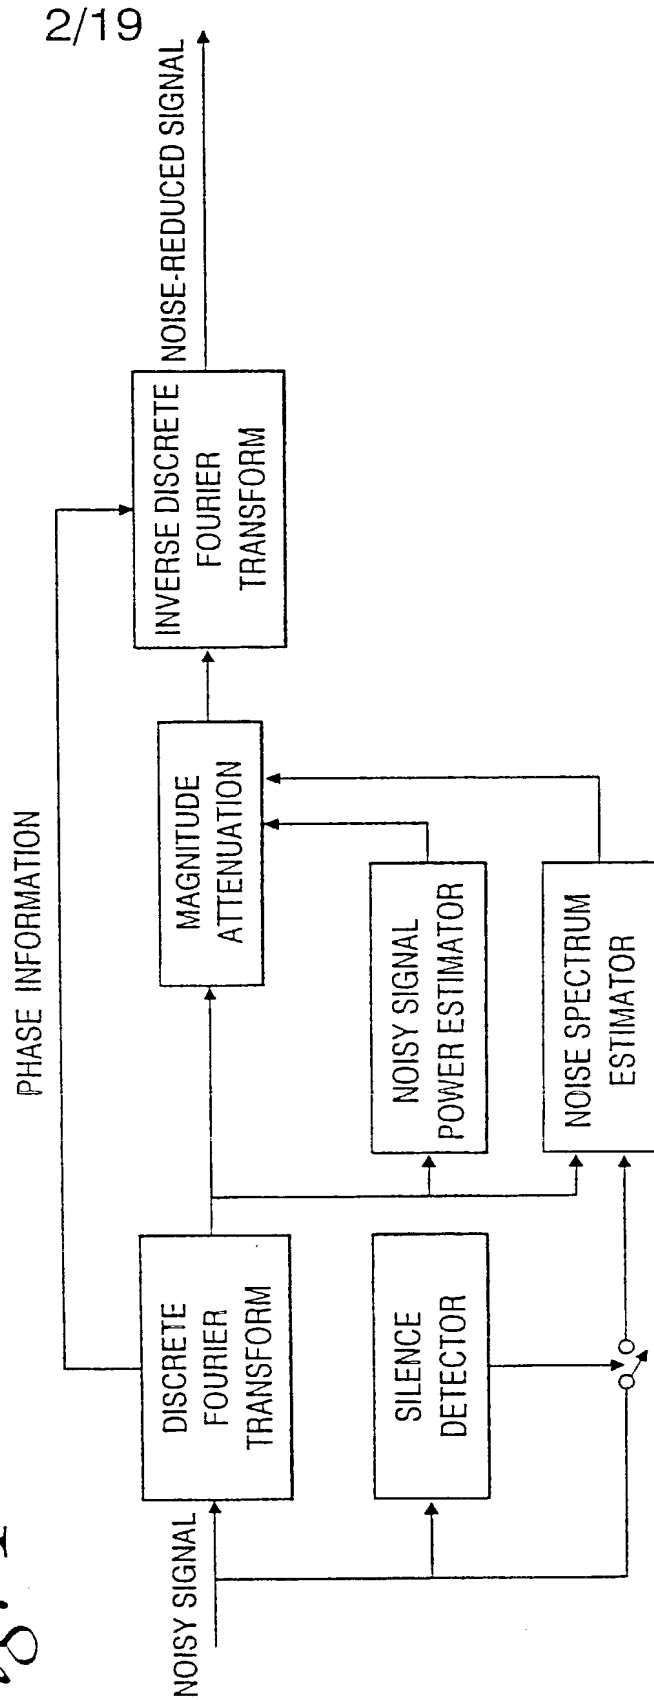 2/19
PHASE INFORMATION
NOISY SIGNAL
DISCRETE
FOURIER
TRANSFORM
MAGNITUDE
ATTENUATION
INVERSE DISCRETE
FOURIER
TRANSFORM
NOISE-REDUCED SIGNAL
SILENCE
DETECTOR
NOISY SIGNAL
POWER ESTIMATOR
NOISE SPECTRUM
ESTIMATOR